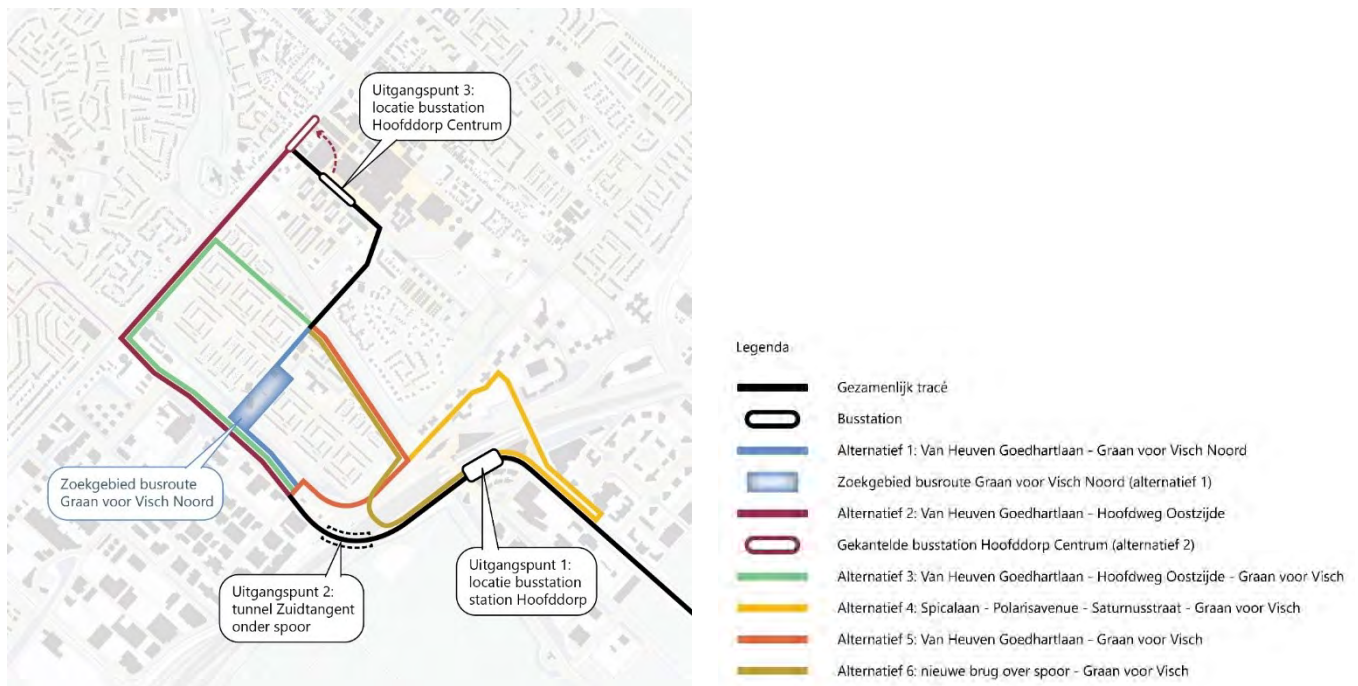 Uitgangspunt 3:
locatie busstation
Hoofddorp Centrum
Zoekgebied busroute
Graan voor Visch Noord
Uitgangspunt 2:
tunnel Zuidtangent
onder spoor
Uitgangspunt 1:
locatie busstation
station Hoofddorp
Legenda
Gezamenlijk tracé
Busstation
Alternatief 1: Van Heuven Goedhartlaan - Graan voor Visch Noord
Zoekgebied busroute Graan voor Visch Noord (alternatief 1)
Alternatief 2: Van Heuven Goedhartlaan - Hoofdweg Oostzijde
Gekantelde busstation Hoofddorp Centrum (alternatief 2)
Alternatief 3: Van Heuven Goedhartlaan - Hoofdweg Oostzijde - Graan voor Visch
Alternatief 4: Spicalaan - Polarisavenue - Saturnusstraat - Graan voor Visch
Alternatief 5: Van Heuven Goedhartlaan - Graan voor Visch
Alternatief 6: nieuwe brug over spoor - Graan voor Visch